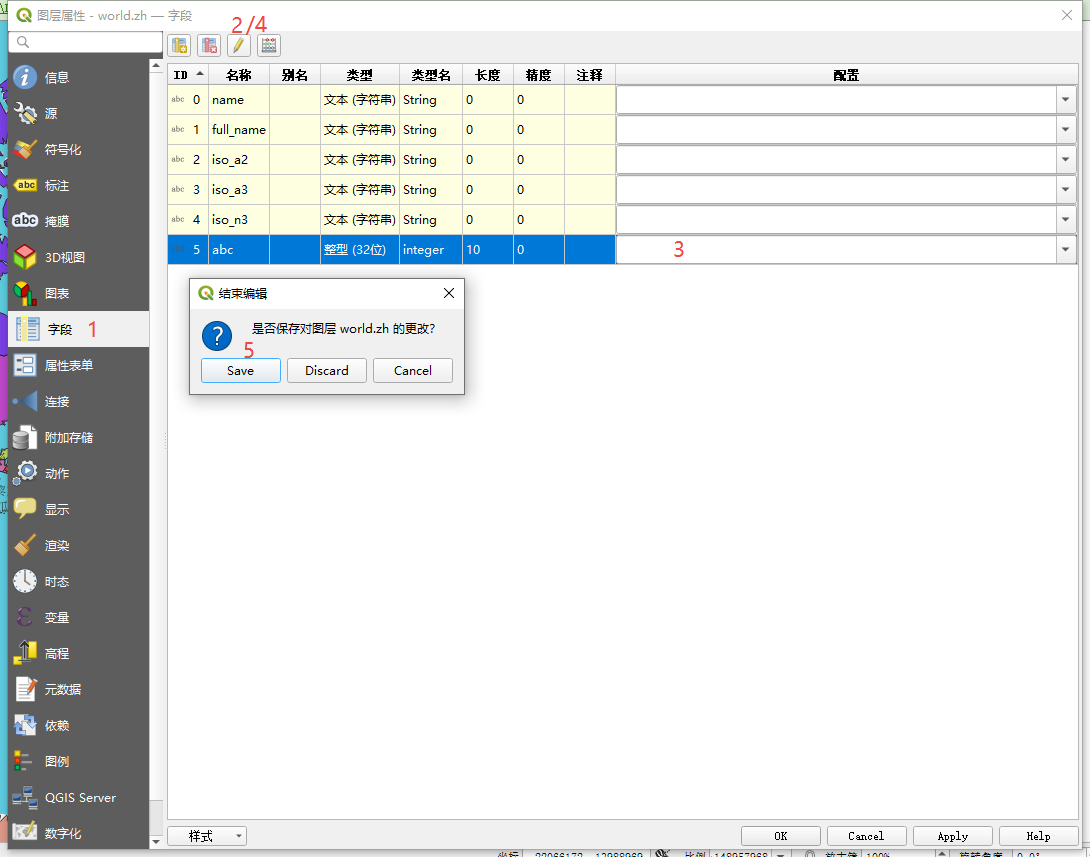 图层属性 - world.zh — 字段
2/4
ID 名称 别名 类型 类型名 长度 精度 注释 配置
abc 0 name 文本 (字符串) String 0 0
abc 1 full_name 文本 (字符串) String 0 0
abc 2 iso_a2 文本 (字符串) String 0 0
abc 3 iso_a3 文本 (字符串) String 0 0
abc 4 iso_n3 文本 (字符串) String 0 0
5 abc 整型 (32位) integer 10 0 3
信息
源
符号化
abc 标注
abc 掩膜
3D视图
图表
字段 1
属性表单
连接
附加存储
动作
显示
渲染
时态
ε 变量
高程
元数据
依赖
图例
QGIS Server
数字化
结束编辑
是否保存对图层 world.zh 的更改?
5
Save Discard Cancel
样式 OK Cancel Apply Help